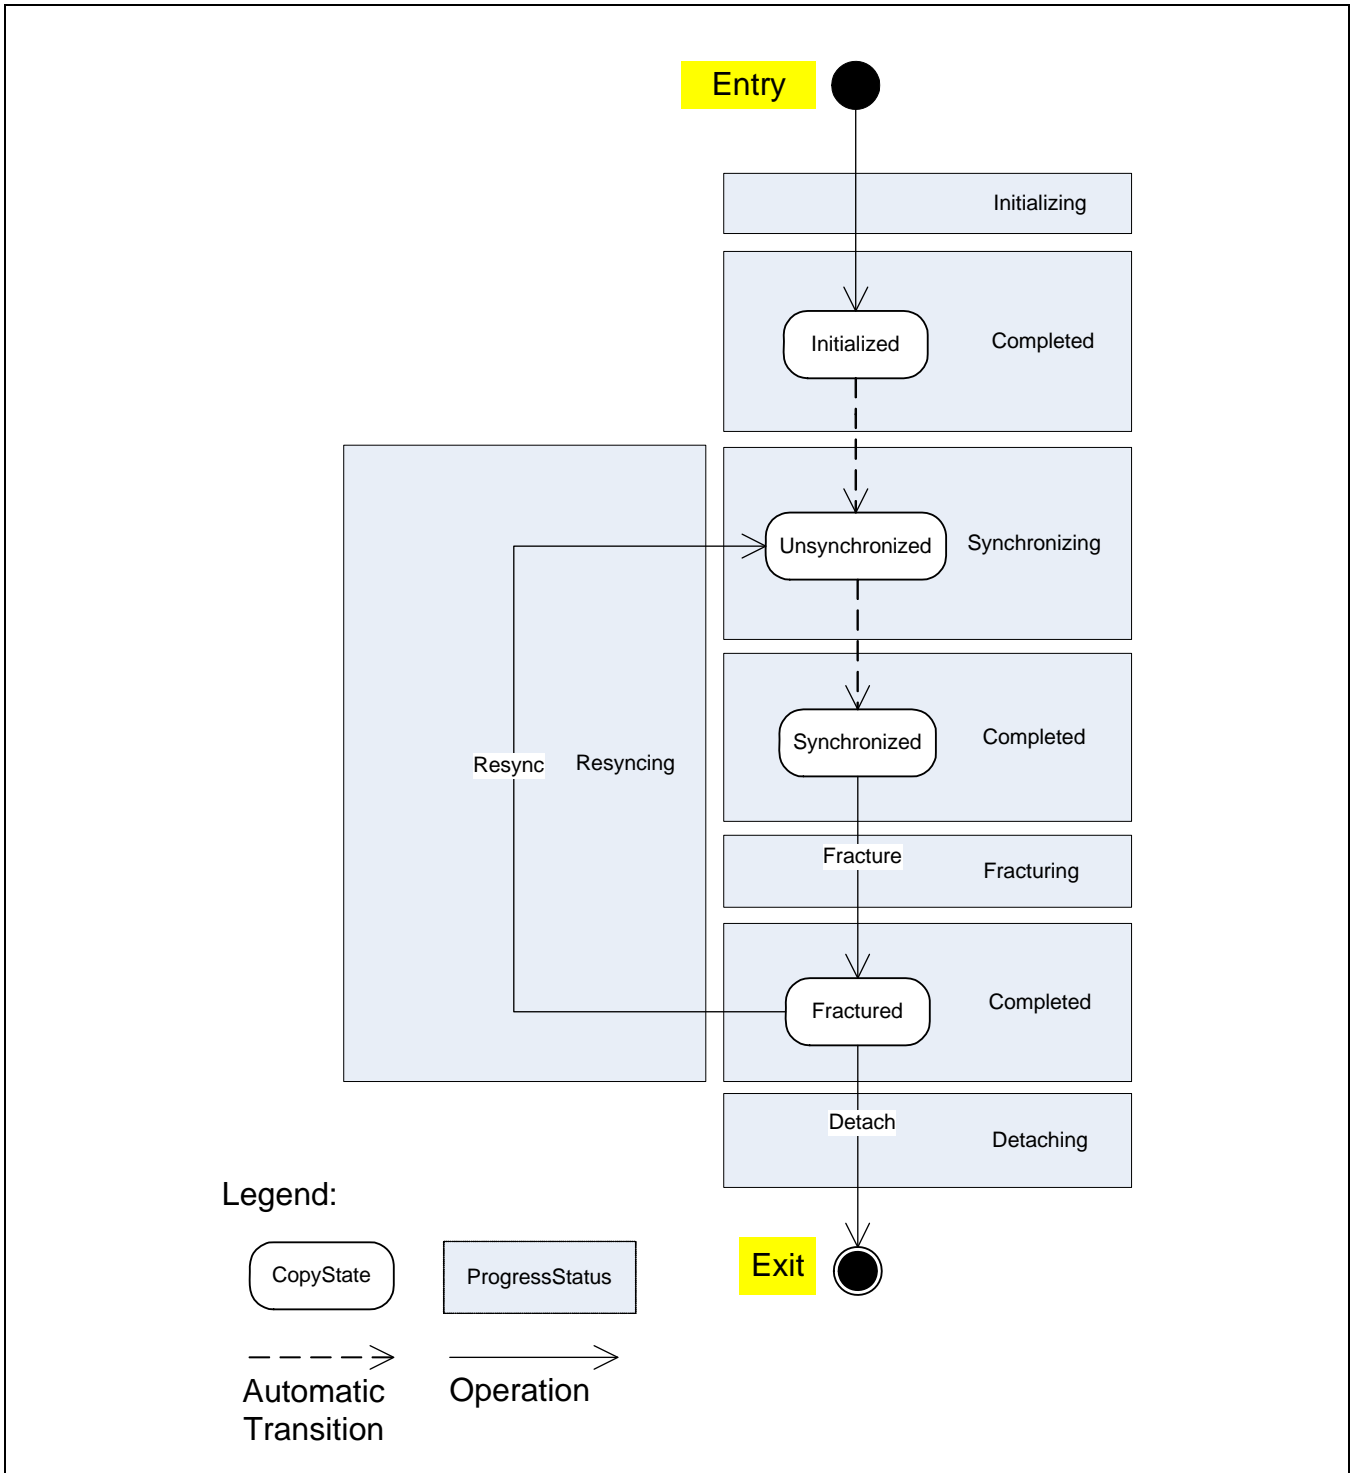 Entry
Initializing
Initialized
Completed
Unsynchronized
Synchronizing
Synchronized
Completed
Resync
Resyncing
Fracture
Fracturing
Fractured
Completed
Detach
Detaching
Legend:
Exit
CopyState
ProgressStatus
Automatic
Transition
Operation